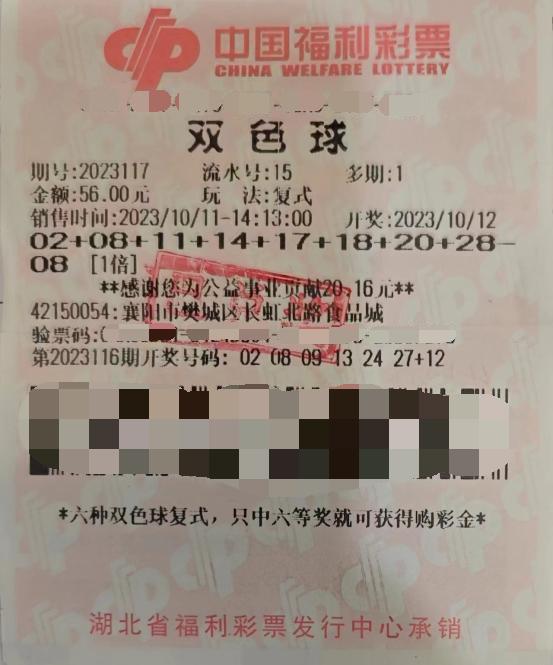 中国福利彩票
CHINA WELFARE LOTTERY
双色球
期号:2023117 流水号:15 多期:1
金额:56.00元 玩 法:复式
销售时间:2023/10/11-14:13:00 开奖:2023/10/12
02+08+11+14+17+18+20+28-
08 [1倍]
**感谢您为公益事业贡献20.16元**
42150054:襄阳市樊城区长虹北路食品城
验票码:(
第2023116期开奖号码: 02 08 09 13 24 27+12
*六种双色球复式，只中六等奖就可获得购彩金*
湖北省福利彩票发行中心承销